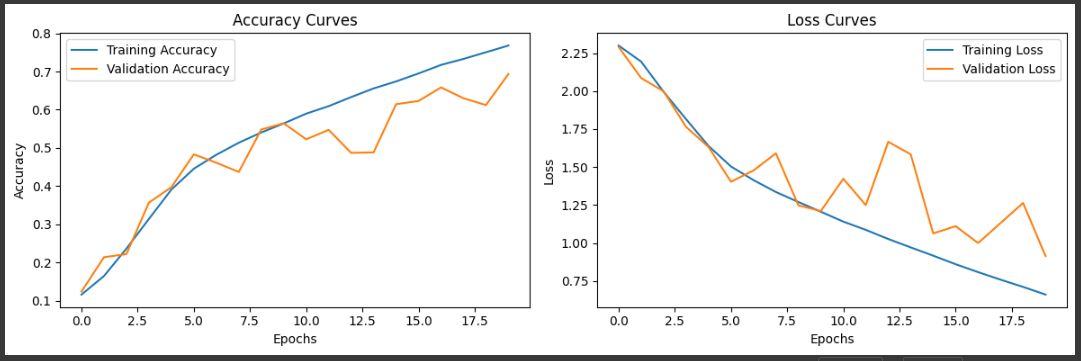 Accuracy Curves
Training Accuracy
Validation Accuracy
Accuracy
0.8
0.7
0.6
0.5
0.4
0.3
0.2
0.1
0.0 2.5 5.0 7.5 10.0 12.5 15.0 17.5
Epochs
Loss Curves
Training Loss
Validation Loss
Loss
2.25
2.00
1.75
1.50
1.25
1.00
0.75
0.0 2.5 5.0 7.5 10.0 12.5 15.0 17.5
Epochs